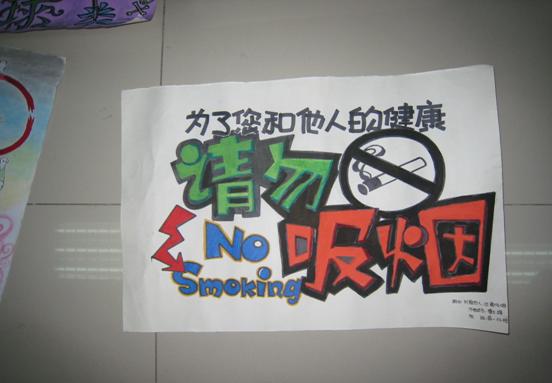 为了您和他人的健康
请勿
No
吸烟
Smoking